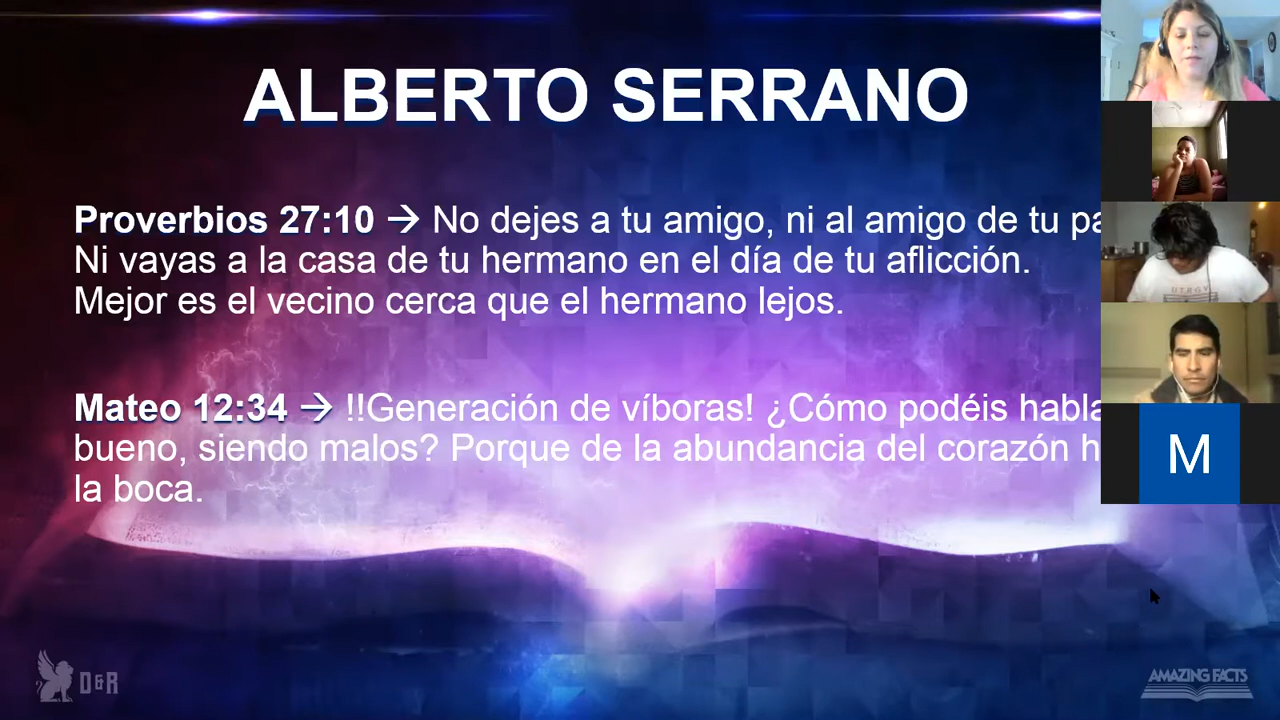 ALBERTO SERRANO
Proverbios 27:10 → No dejes a tu amigo, ni al amigo de tu
Ni vayas a la casa de tu hermano en el día de tu aflicción.
Mejor es el vecino cerca que el hermano lejos.
Mateo 12:34 → !!Generación de víboras! ¿Cómo podéis
bueno, siendo malos? Porque de la abundancia del corazón
la boca.
M
D&R
AMAZING FACTS